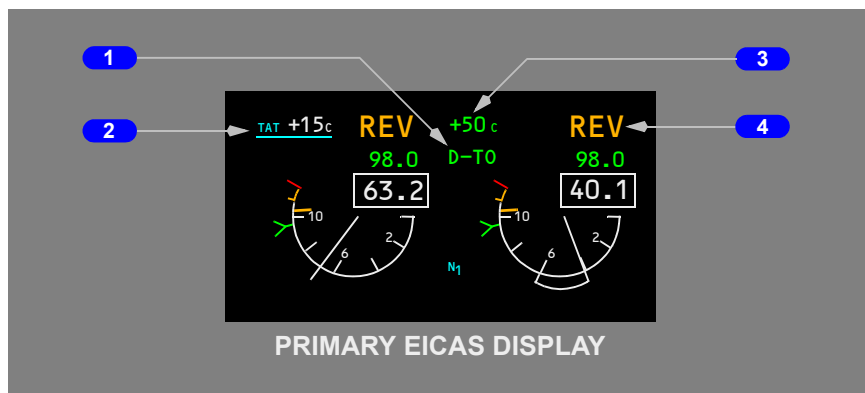 1
3
2
TAT +15c
REV
+50 c
REV
4
98.0
D-TO
98.0
63.2
40.1
10
2
6
10
2
6
N1
PRIMARY EICAS DISPLAY